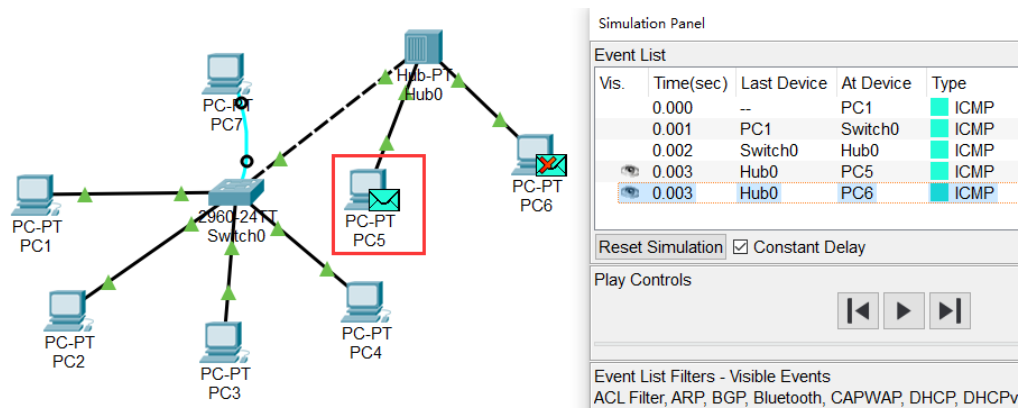 PC-PT
PC7
Hub-PT
Hub0
PC-PT
PC1
2960-24TT
Switch0
PC-PT
PC5
PC-PT
PC6
PC-PT
PC2
PC-PT
PC3
PC-PT
PC4
Simulation Panel
Event List
Vis. Time(sec) Last Device At Device Type
0.000 -- PC1 ICMP
0.001 PC1 Switch0 ICMP
0.002 Switch0 Hub0 ICMP
0.003 Hub0 PC5 ICMP
0.003 Hub0 PC6 ICMP
Reset Simulation Constant Delay
Play Controls
Event List Filters - Visible Events
ACL Filter, ARP, BGP, Bluetooth, CAPWAP, DHCP, DHCPv